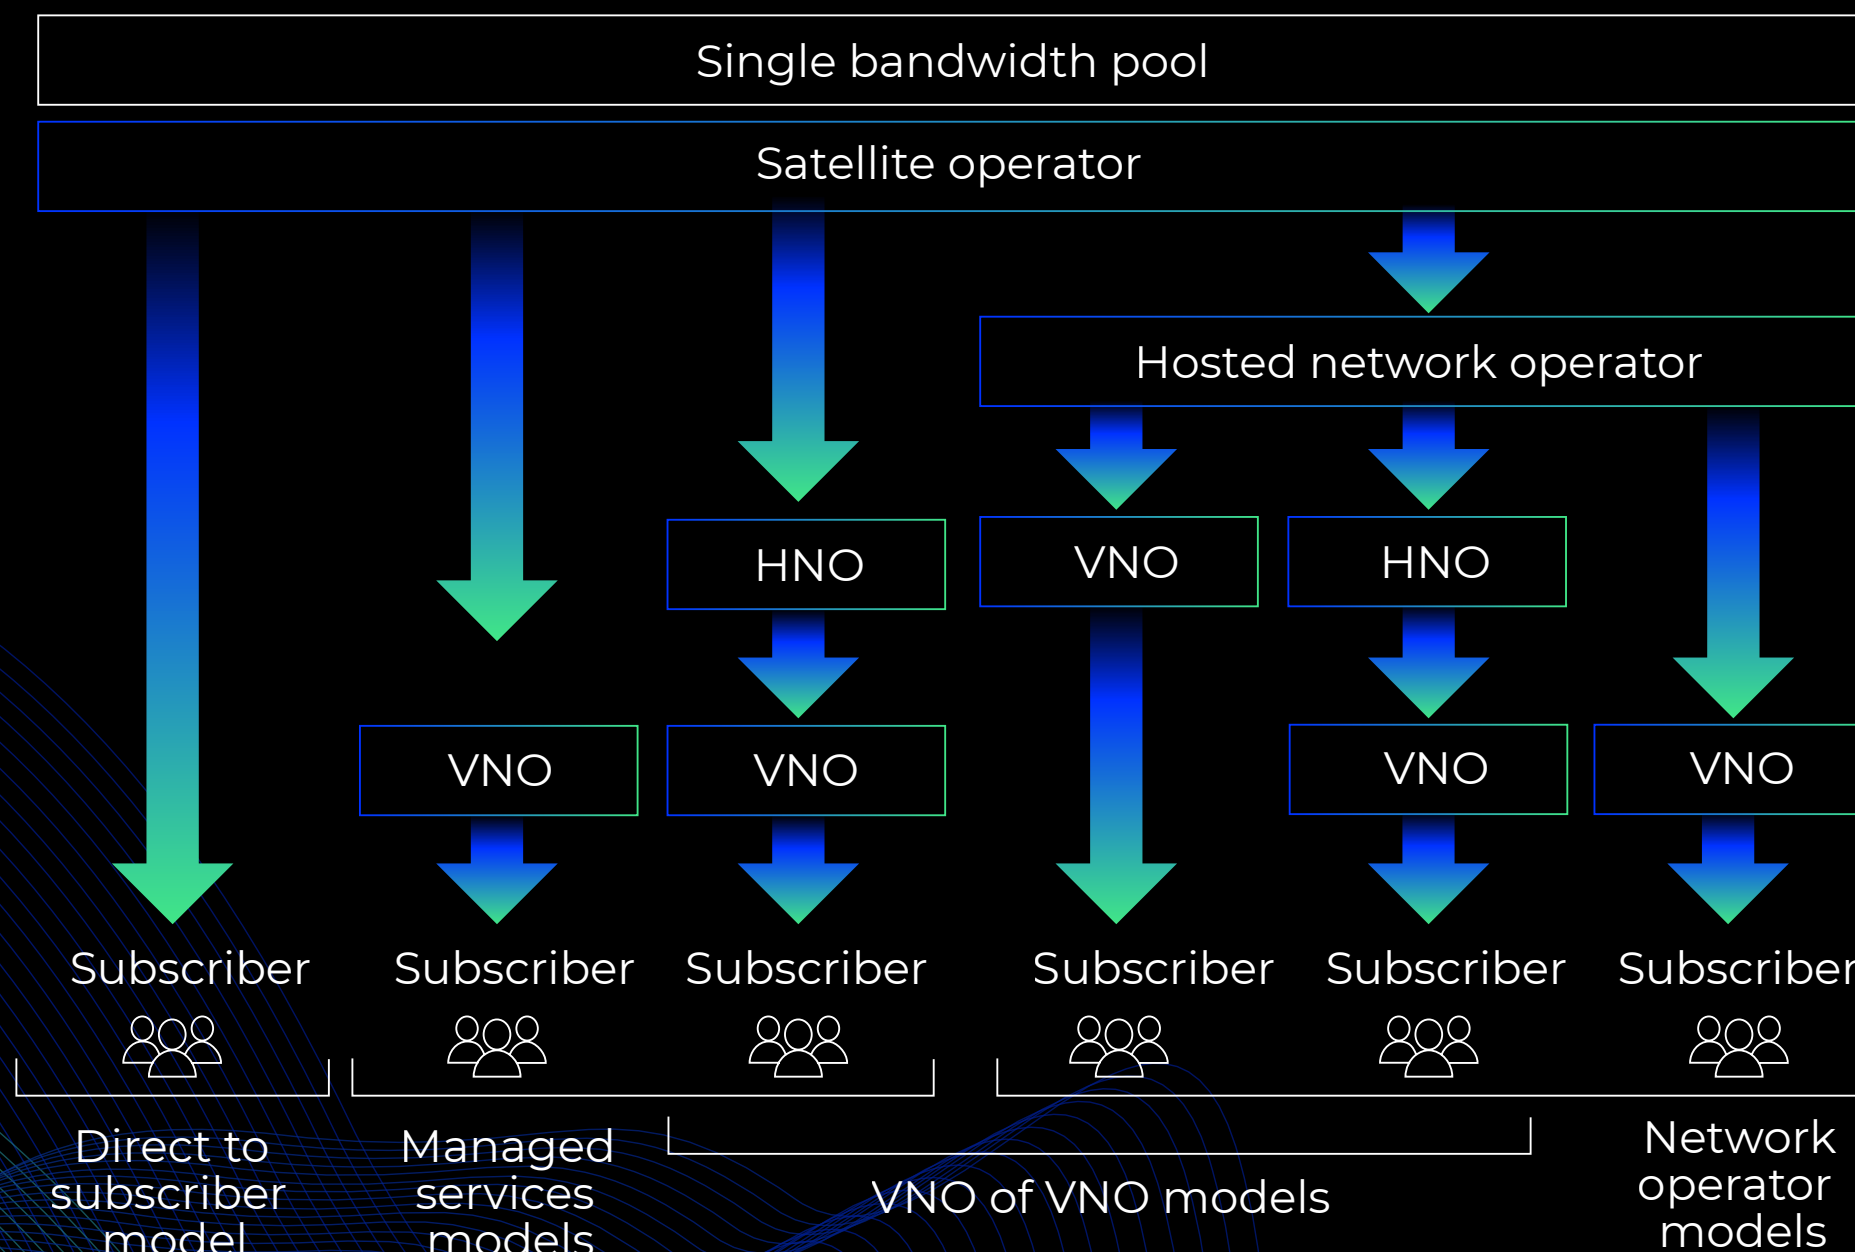 Single bandwidth pool
Satellite operator
Hosted network operator
HNO
VNO
HNO
VNO
VNO
VNO
VNO
Subscriber
Subscriber
Subscriber
Subscriber
Subscriber
Subscriber
Direct to
subscriber
model
Managed
services
models
VNO of VNO models
Network
operator
models